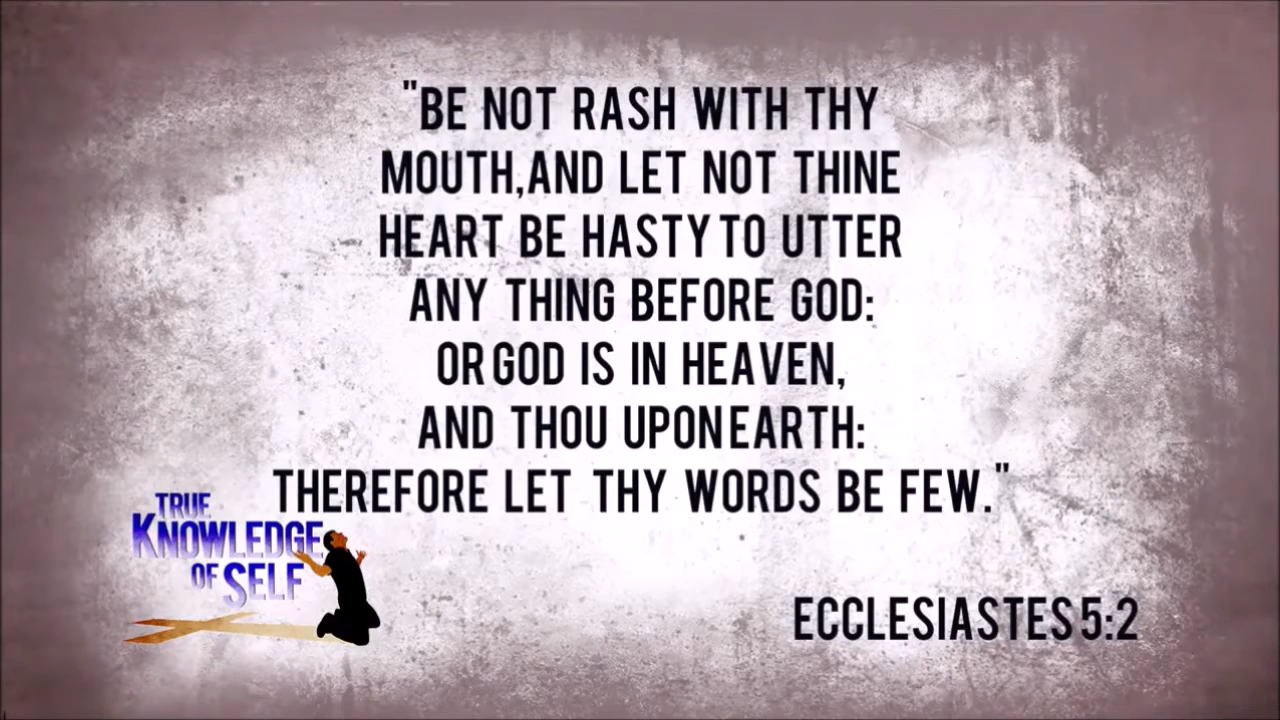 "BE NOT RASH WITH THY
MOUTH,AND LET NOT THINE
HEART BE HASTY TO UTTER
ANY THING BEFORE GOD:
OR GOD IS IN HEAVEN,
AND THOU UPON EARTH:
THEREFORE LET THY WORDS BE FEW."
TRUE
KNOWLEDGE
OF SELF
ECCLESIASTES 5:2